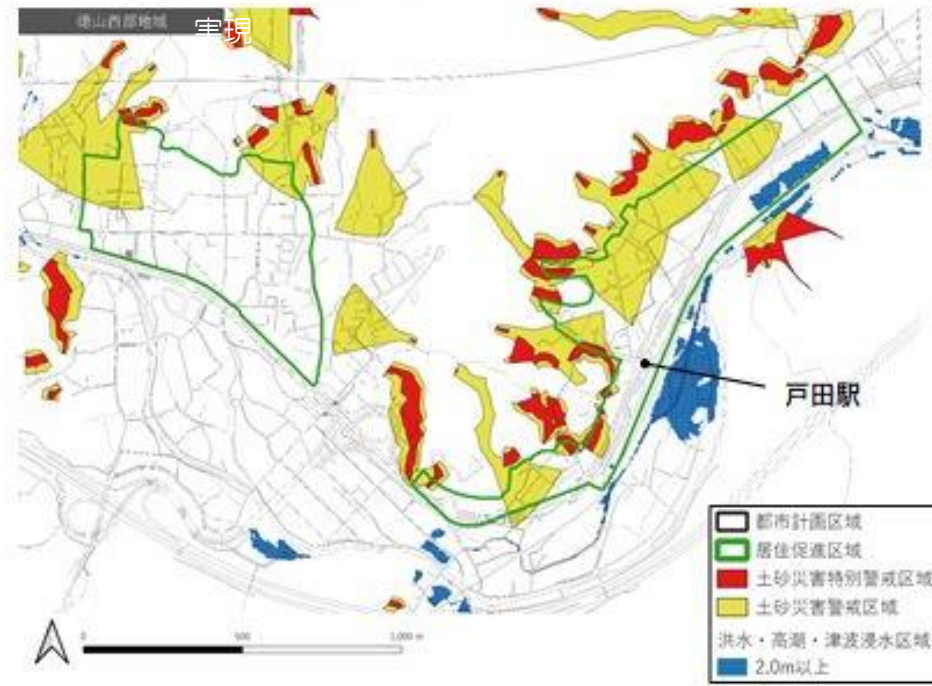 徳山西部地域
実現
戸田駅
都市計画区域
居住促進区域
土砂災害特別警戒区域
土砂災害警戒区域
洪水・高潮・津波浸水区域
2.0m以上
0 500 1,000 m